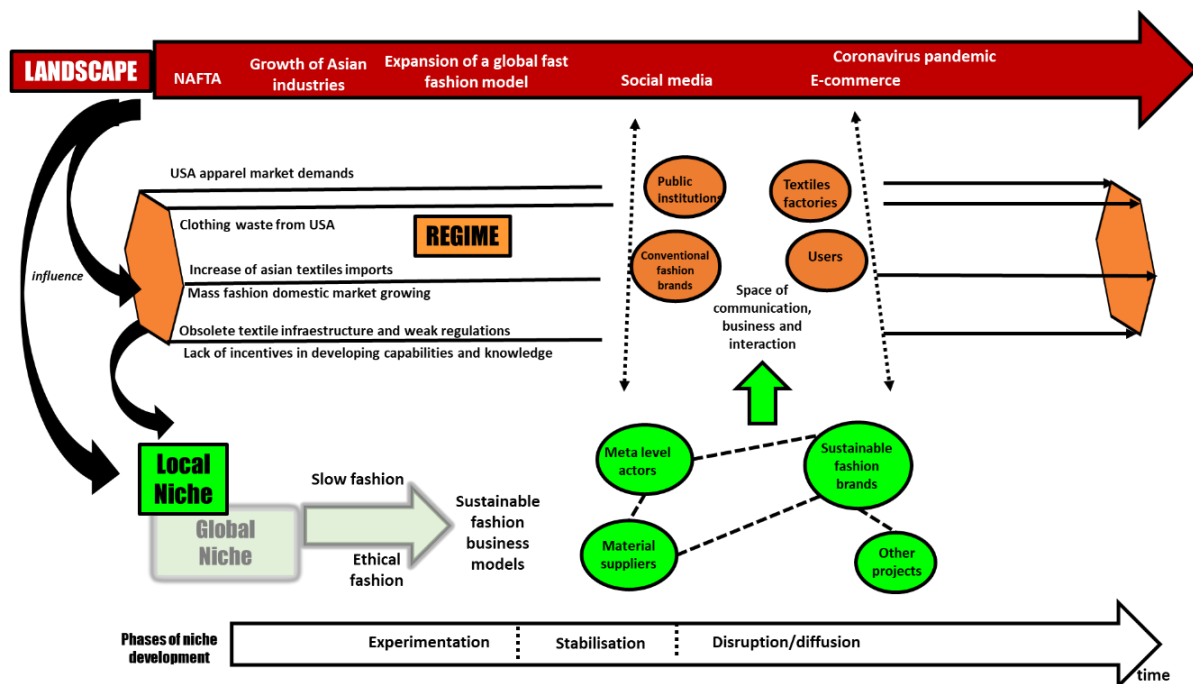 LANDSCAPE
NAFTA
Growth of Asian
industries
Expansion of a global fast
fashion model
Social media
Coronavirus pandemic
E-commerce
influence
USA apparel market demands
Clothing waste from USA
REGIME
Increase of asian textiles imports
Mass fashion domestic market growing
Obsolete textile infraestructure and weak regulations
Lack of incentives in developing capabilities and knowledge
Public
Institutions
Textiles
factories
Conventional
fashion
brands
Users
Space of
communication,
business and
interaction
Local
Niche
Global
Niche
Slow fashion
Ethical
fashion
Sustainable
fashion
business
models
Meta level
actors
Sustainable
fashion
brands
Material
suppliers
Other
projects
Phases of niche
development
Experimentation
Stabilisation
Disruption/diffusion
time